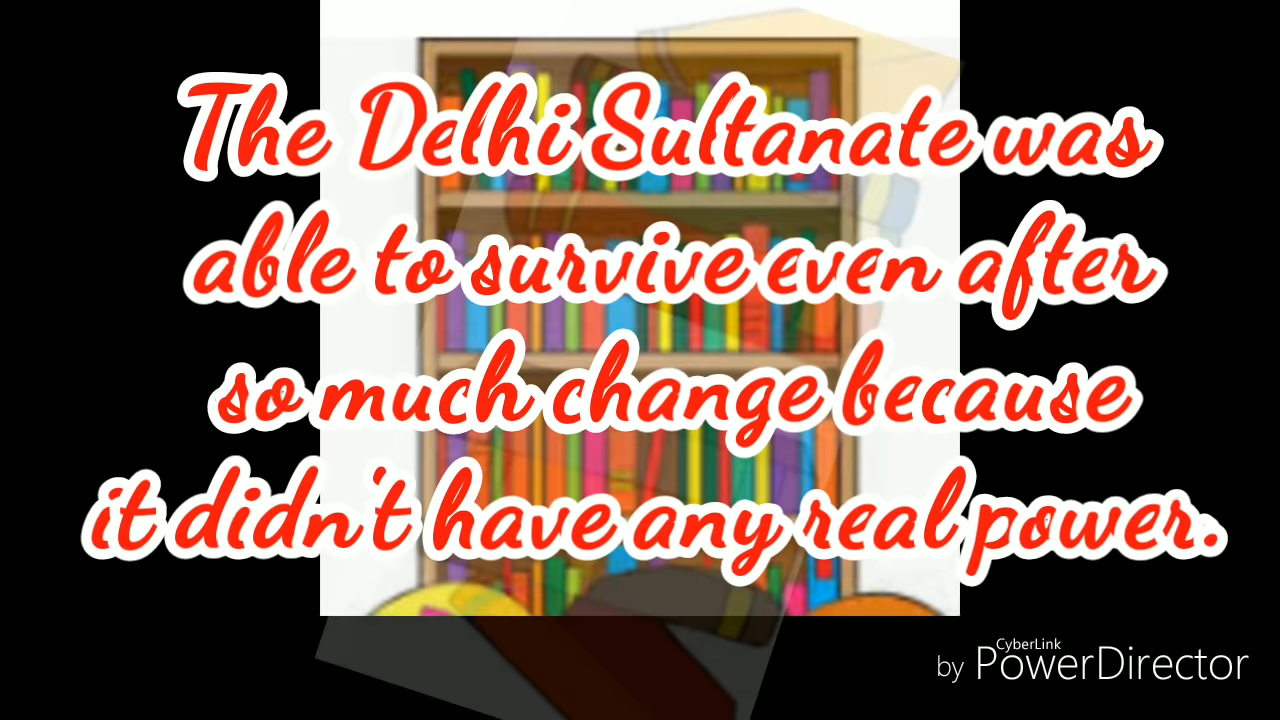 The Delhi Sultanate was
able to survive even after
so much change because
it didn't have any real power.
CyberLink
by PowerDirector